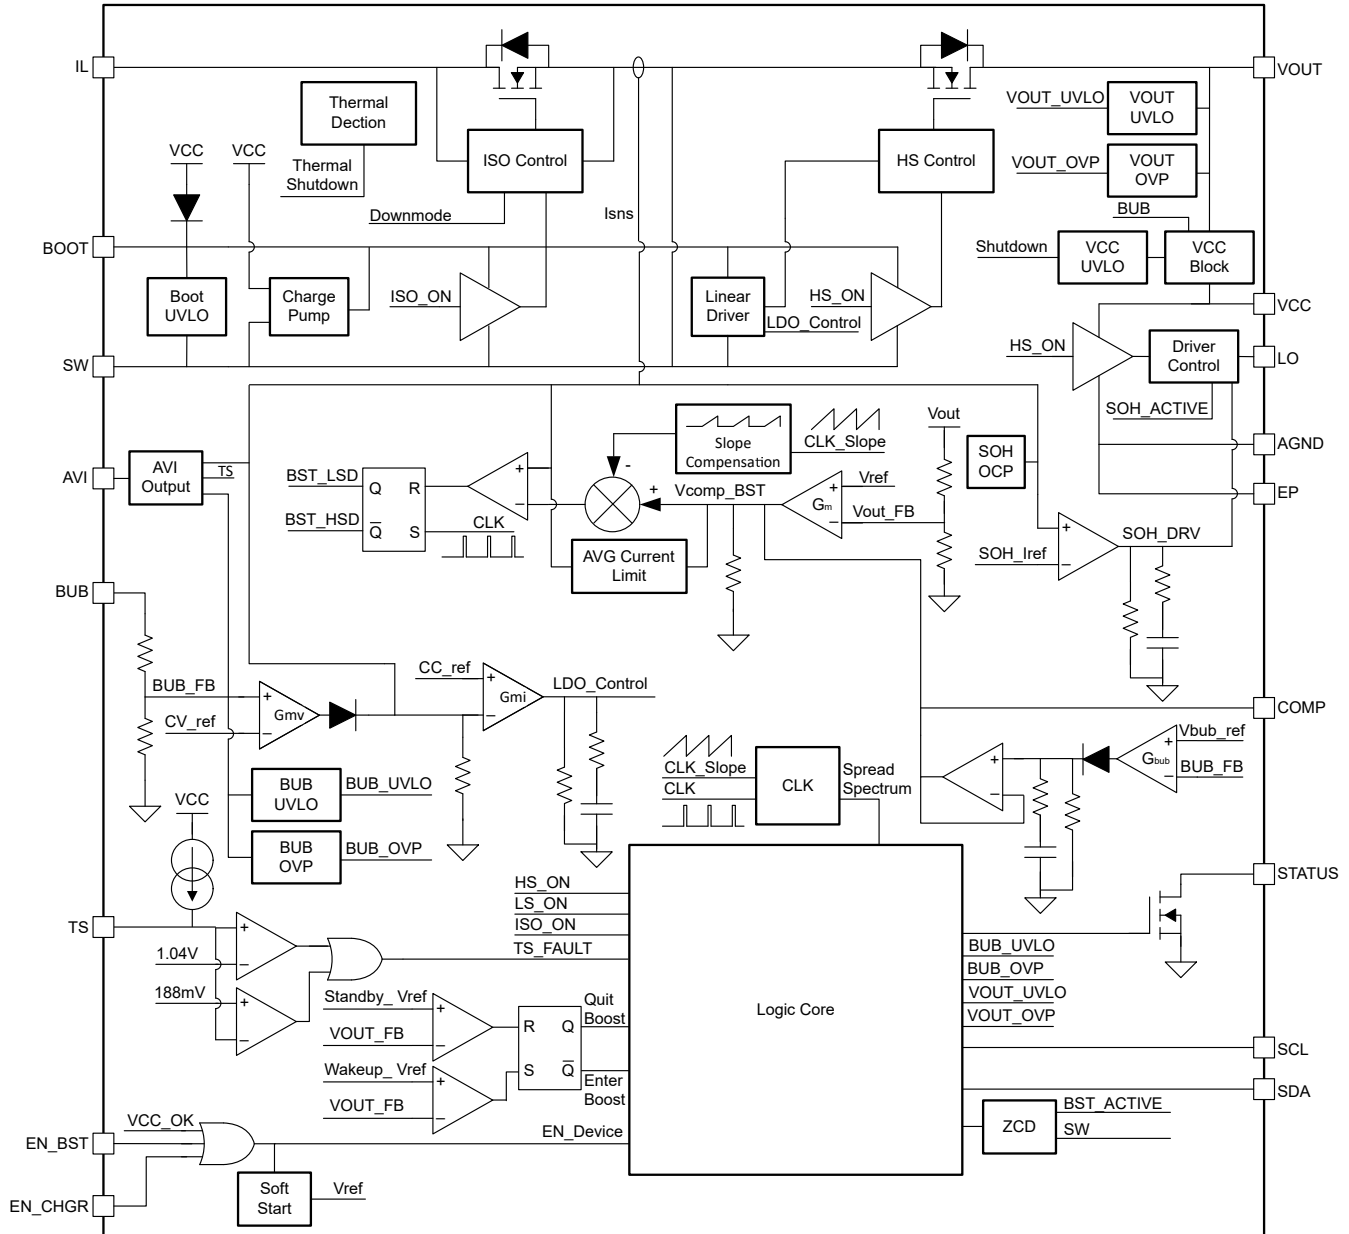 IL
VOUT
Thermal
Dection
Thermal
Shutdown
VCC
VCC
ISO Control
Downmode
Isns
HS Control
VOUT_UVLO
VOUT
UVLO
VOUT_OVP
VOUT
OVP
BUB
Shutdown
VCC
UVLO
VCC
Block
BOOT
Boot
UVLO
Charge
Pump
ISO_ON
Linear
Driver
HS_ON
LDO_Control
VCC
SW
HS_ON
Driver
Control
LO
SOH_ACTIVE
AGND
EP
AVI
AVI
Output
TS
BST_LSD
BST_HSD
Q
R
Q
S
CLK
Slope
Compensation
CLK_Slope
-
+
Vcomp_BST
AVG Current
Limit
Gm
+
−
Vref
Vout_FB
Vout
SOH
OCP
SOH_Iref
+
−
SOH_DRV
+
−
BUB
BUB_FB
CV_ref
+
−
Gmv
CC_ref
+
−
Gmi
LDO_Control
COMP
Vbub_ref
BUB_FB
+
−
Gbub
+
−
BUB
UVLO
BUB_UVLO
BUB
OVP
BUB_OVP
VCC
CLK_Slope
CLK
CLK
Spread
Spectrum
STATUS
TS
1.04V
+
−
188mV
+
−
HS_ON
LS_ON
ISO_ON
TS_FAULT
Logic Core
BUB_UVLO
BUB_OVP
VOUT_UVLO
VOUT_OVP
Standby_ Vref
VOUT_FB
+
−
Wakeup_ Vref
VOUT_FB
+
−
R
Q
S
Q
Quit
Boost
Enter
Boost
SCL
SDA
ZCD
BST_ACTIVE
SW
EN_BST
VCC_OK
EN_Device
EN_CHGR
Soft
Start
Vref